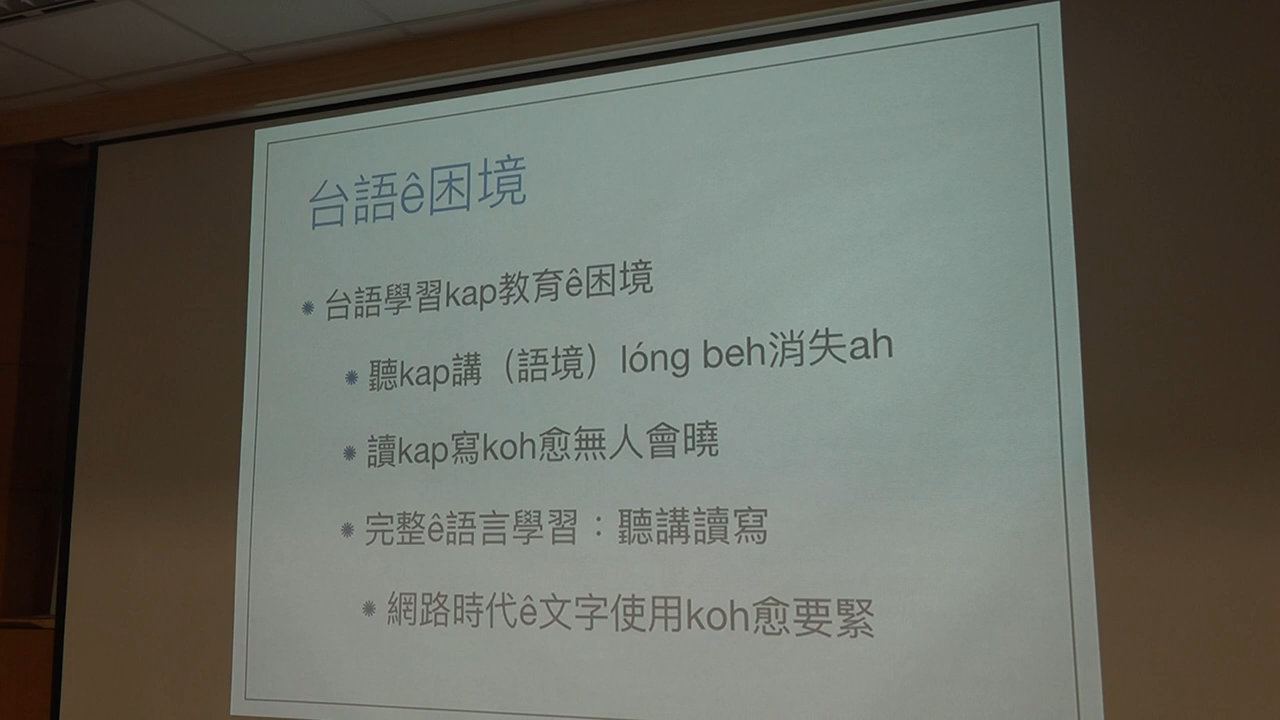 台語ê困境
台語學習kap教育ê困境
聽kap講（語境）lóng beh消失ah
讀kap寫koh愈無人會曉
完整ê語言學習：聽講讀寫
網路時代ê文字使用koh愈要緊